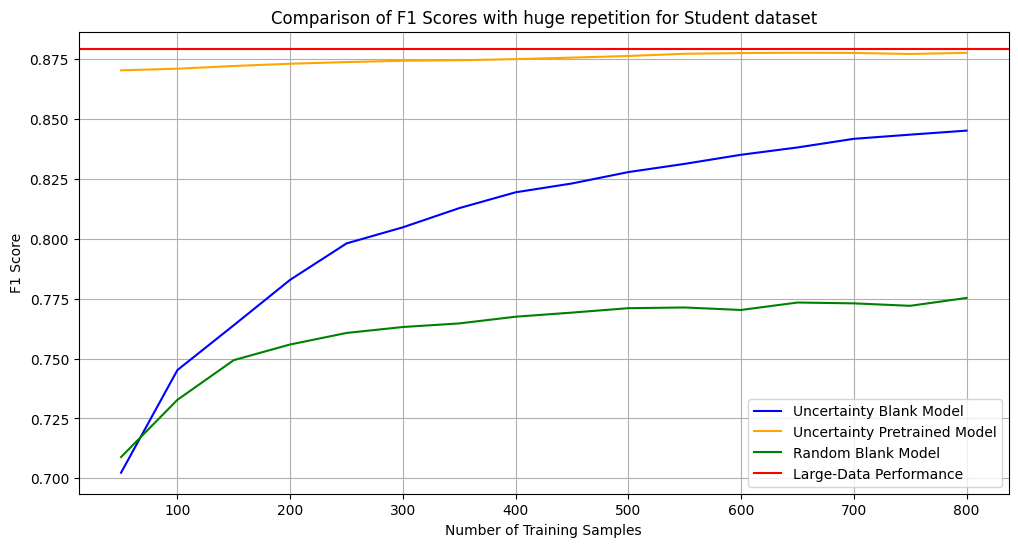 Comparison of F1 Scores with huge repetition for Student dataset
F1 Score
0.875
0.850
0.825
0.800
0.775
0.750
0.725
0.700
100 200 300 400 500 600 700 800
Number of Training Samples
Uncertainty Blank Model
Uncertainty Pretrained Model
Random Blank Model
Large-Data Performance